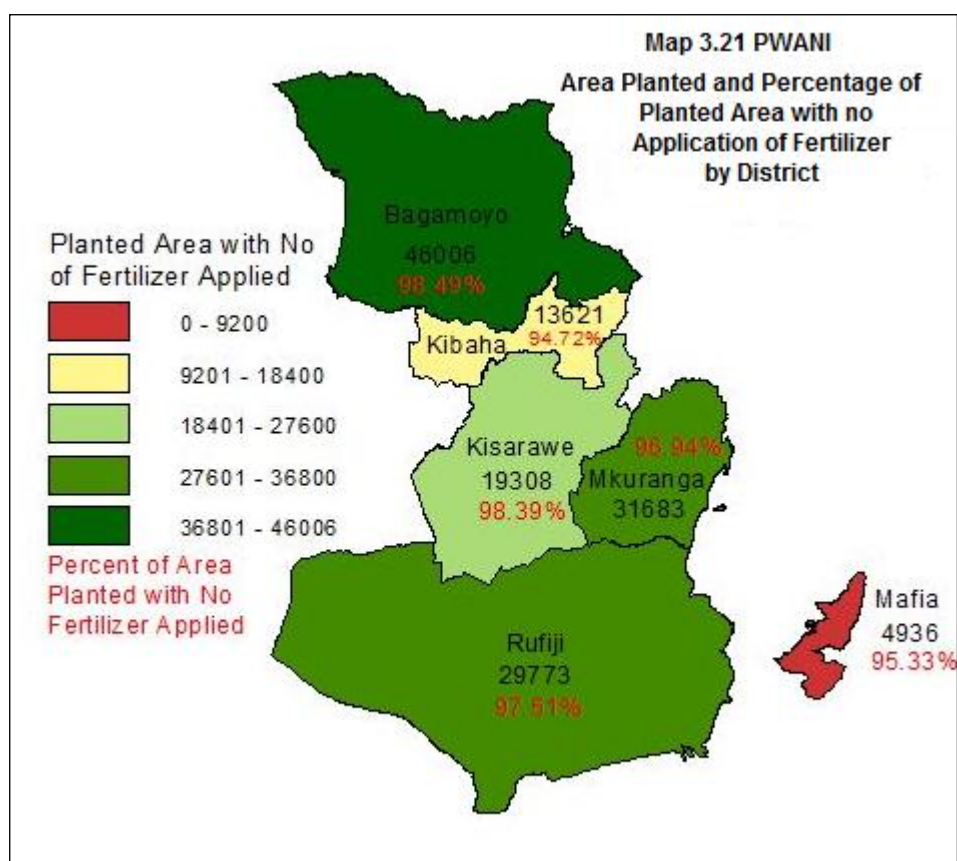 Map 3.21 PWANI
Area Planted and Percentage of
Planted Area with no
Application of Fertilizer
by District
Planted Area with No
of Fertilizer Applied
0 - 9200
9201 - 18400
18401 - 27600
27601 - 36800
36801 - 46006
Percent of Area
Planted with No
Fertilizer Applied
Bagamoyo
46006
98.49%
Kibaha
13621
94.72%
Kisarawe
19308
98.39%
96.94%
Mkuranga
31683
Rufiji
29773
97.51%
Mafia
4936
95.33%